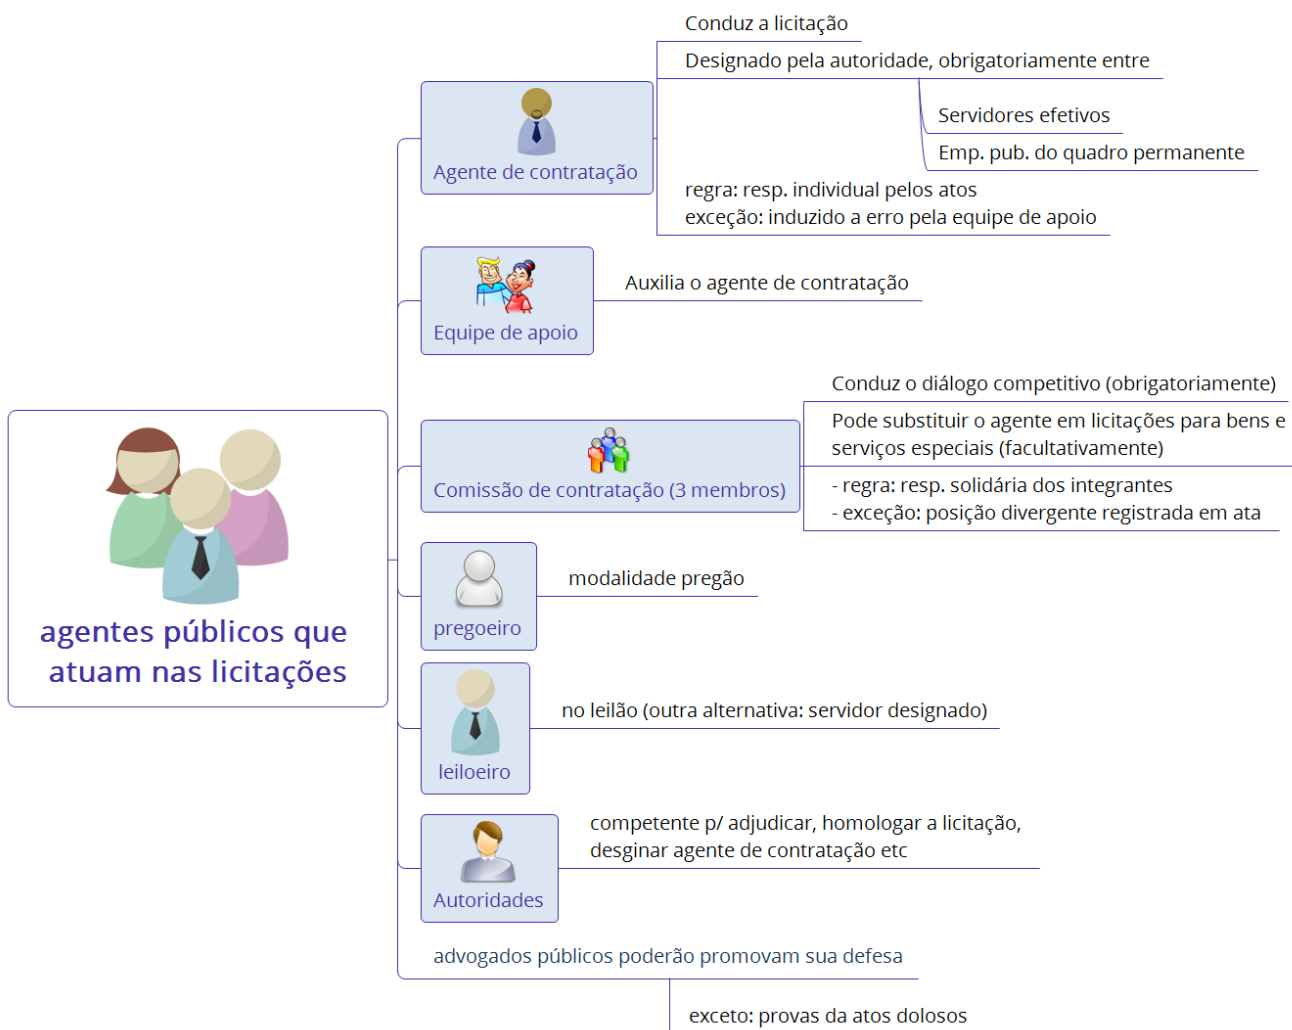 agentes públicos que
atuam nas licitações
Agente de contratação
Conduz a licitação
Designado pela autoridade, obrigatoriamente entre
Servidores efetivos
Emp. pub. do quadro permanente
regra: resp. individual pelos atos
exceção: induzido a erro pela equipe de apoio
Equipe de apoio
Auxilia o agente de contratação
Comissão de contratação (3 membros)
Conduz o diálogo competitivo (obrigatoriamente)
Pode substituir o agente em licitações para bens e
serviços especiais (facultativamente)
- regra: resp. solidária dos integrantes
- exceção: posição divergente registrada em ata
pregoeiro
modalidade pregão
leiloeiro
no leilão (outra alternativa: servidor designado)
Autoridades
competente p/ adjudicar, homologar a licitação,
desginar agente de contratação etc
advogados públicos poderão promovam sua defesa
exceto: provas da atos dolosos